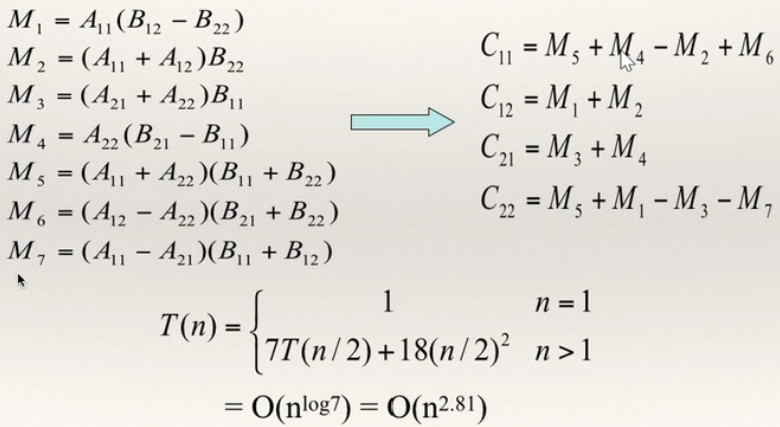 M₁ = A₁₁(B₁₂ − B₂₂)
M₂ = (A₁₁ + A₁₂)B₂₂
M₃ = (A₂₁ + A₂₂)B₁₁
M₄ = A₂₂(B₂₁ − B₁₁)
M₅ = (A₁₁ + A₂₂)(B₁₁ + B₂₂)
M₆ = (A₁₂ − A₂₂)(B₂₁ + B₂₂)
M₇ = (A₁₁ − A₂₁)(B₁₁ + B₁₂)
C₁₁ = M₅ + M₄ − M₂ + M₆
C₁₂ = M₁ + M₂
C₂₁ = M₃ + M₄
C₂₂ = M₅ + M₁ − M₃ − M₇
T(n) = { 1 n = 1
7T(n/2)+18(n/2)² n > 1
= O(n^log7) = O(n^2.81)